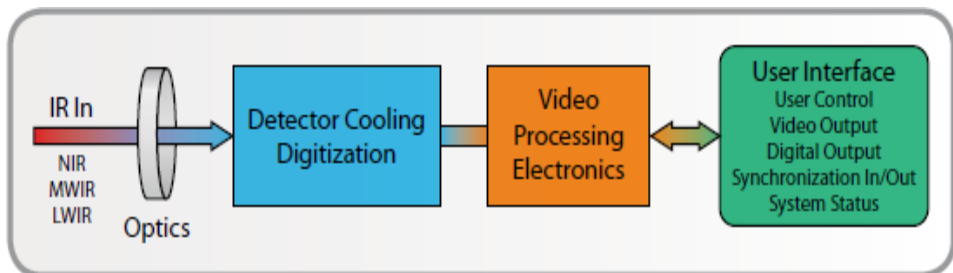 IR In
NIR
MWIR
LWIR
Optics
Detector Cooling
Digitization
Video
Processing
Electronics
User Interface
User Control
Video Output
Digital Output
Synchronization In/Out
System Status